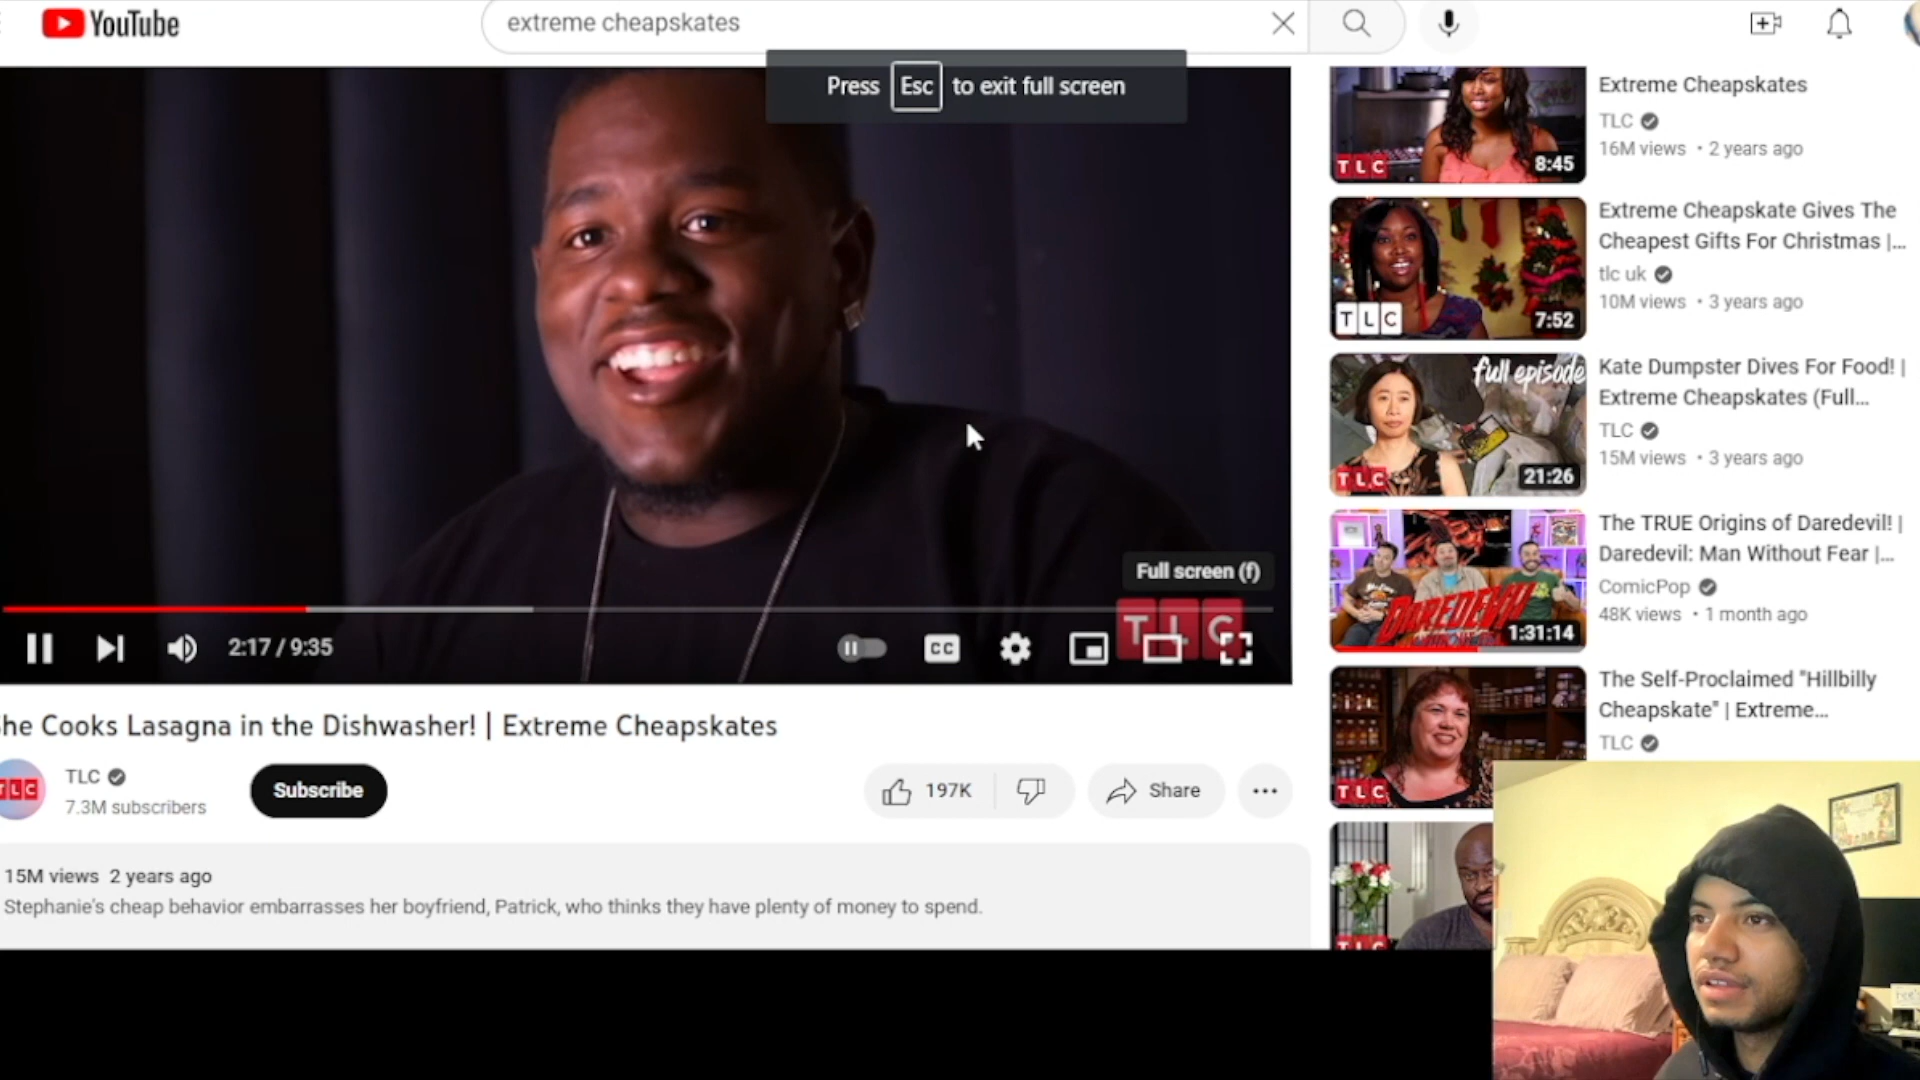 YouTube
extreme cheapskates
Press Esc to exit full screen
Full screen (f)
TLC
2:17 / 9:35
CC
he Cooks Lasagna in the Dishwasher! | Extreme Cheapskates
TLC
TLC
7.3M subscribers
Subscribe
197K
Share
15M views 2 years ago
Stephanie's cheap behavior embarrasses her boyfriend, Patrick, who thinks they have plenty of money to spend.
TLC
8:45
Extreme Cheapskates
TLC
16M views • 2 years ago
TLC
7:52
Extreme Cheapskate Gives The
Cheapest Gifts For Christmas |...
tlc uk
10M views • 3 years ago
full episode
TLC
21:26
Kate Dumpster Dives For Food! |
Extreme Cheapskates (Full...
TLC
15M views • 3 years ago
DAREDEVIL
1:31:14
The TRUE Origins of Daredevil! |
Daredevil: Man Without Fear |...
ComicPop
48K views • 1 month ago
TLC
The Self-Proclaimed "Hillbilly
Cheapskate" | Extreme...
TLC
TLC